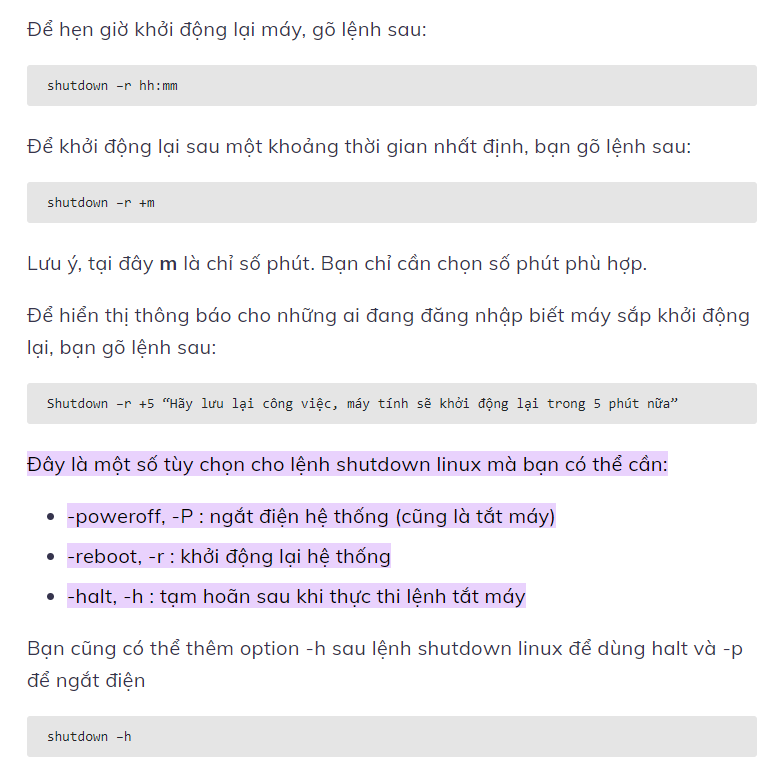 Để hẹn giờ khởi động lại máy, gõ lệnh sau:
shutdown –r hh:mm
Để khởi động lại sau một khoảng thời gian nhất định, bạn gõ lệnh sau:
shutdown –r +m
Lưu ý, tại đây m là chỉ số phút. Bạn chỉ cần chọn số phút phù hợp.
Để hiển thị thông báo cho những ai đang đăng nhập biết máy sắp khởi động
lại, bạn gõ lệnh sau:
Shutdown –r +5 “Hãy lưu lại công việc, máy tính sẽ khởi động lại trong 5 phút nữa”
Đây là một số tùy chọn cho lệnh shutdown linux mà bạn có thể cần:
-poweroff, -P : ngắt điện hệ thống (cũng là tắt máy)
-reboot, -r : khởi động lại hệ thống
-halt, -h : tạm hoãn sau khi thực thi lệnh tắt máy
Bạn cũng có thể thêm option -h sau lệnh shutdown linux để dùng halt và -p
để ngắt điện
shutdown –h